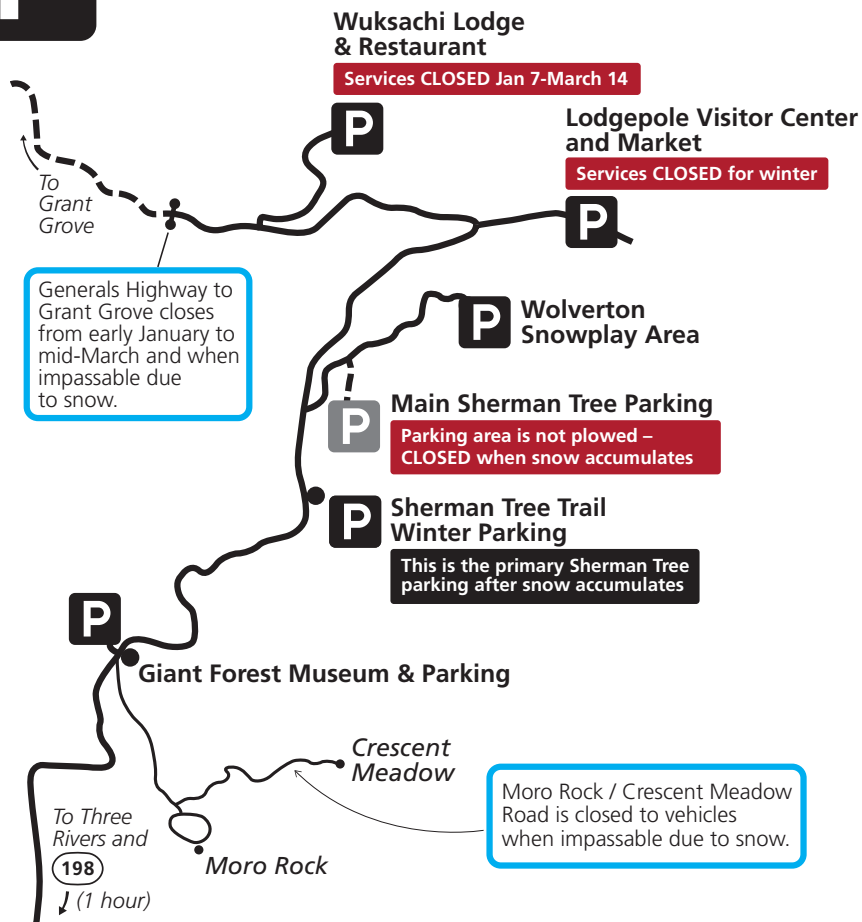 Wuksachi Lodge
& Restaurant
Services CLOSED Jan 7-March 14
P
Lodgepole Visitor Center
and Market
Services CLOSED for winter
P
To
Grant
Grove
Generals Highway to
Grant Grove closes
from early January to
mid-March and when
impassable due
to snow.
P
Wolverton
Snowplay Area
P
Main Sherman Tree Parking
Parking area is not plowed –
CLOSED when snow accumulates
P
Sherman Tree Trail
Winter Parking
This is the primary Sherman Tree
parking after snow accumulates
P
Giant Forest Museum & Parking
Crescent
Meadow
Moro Rock / Crescent Meadow
Road is closed to vehicles
when impassable due to snow.
To Three
Rivers and
198
(1 hour)
Moro Rock